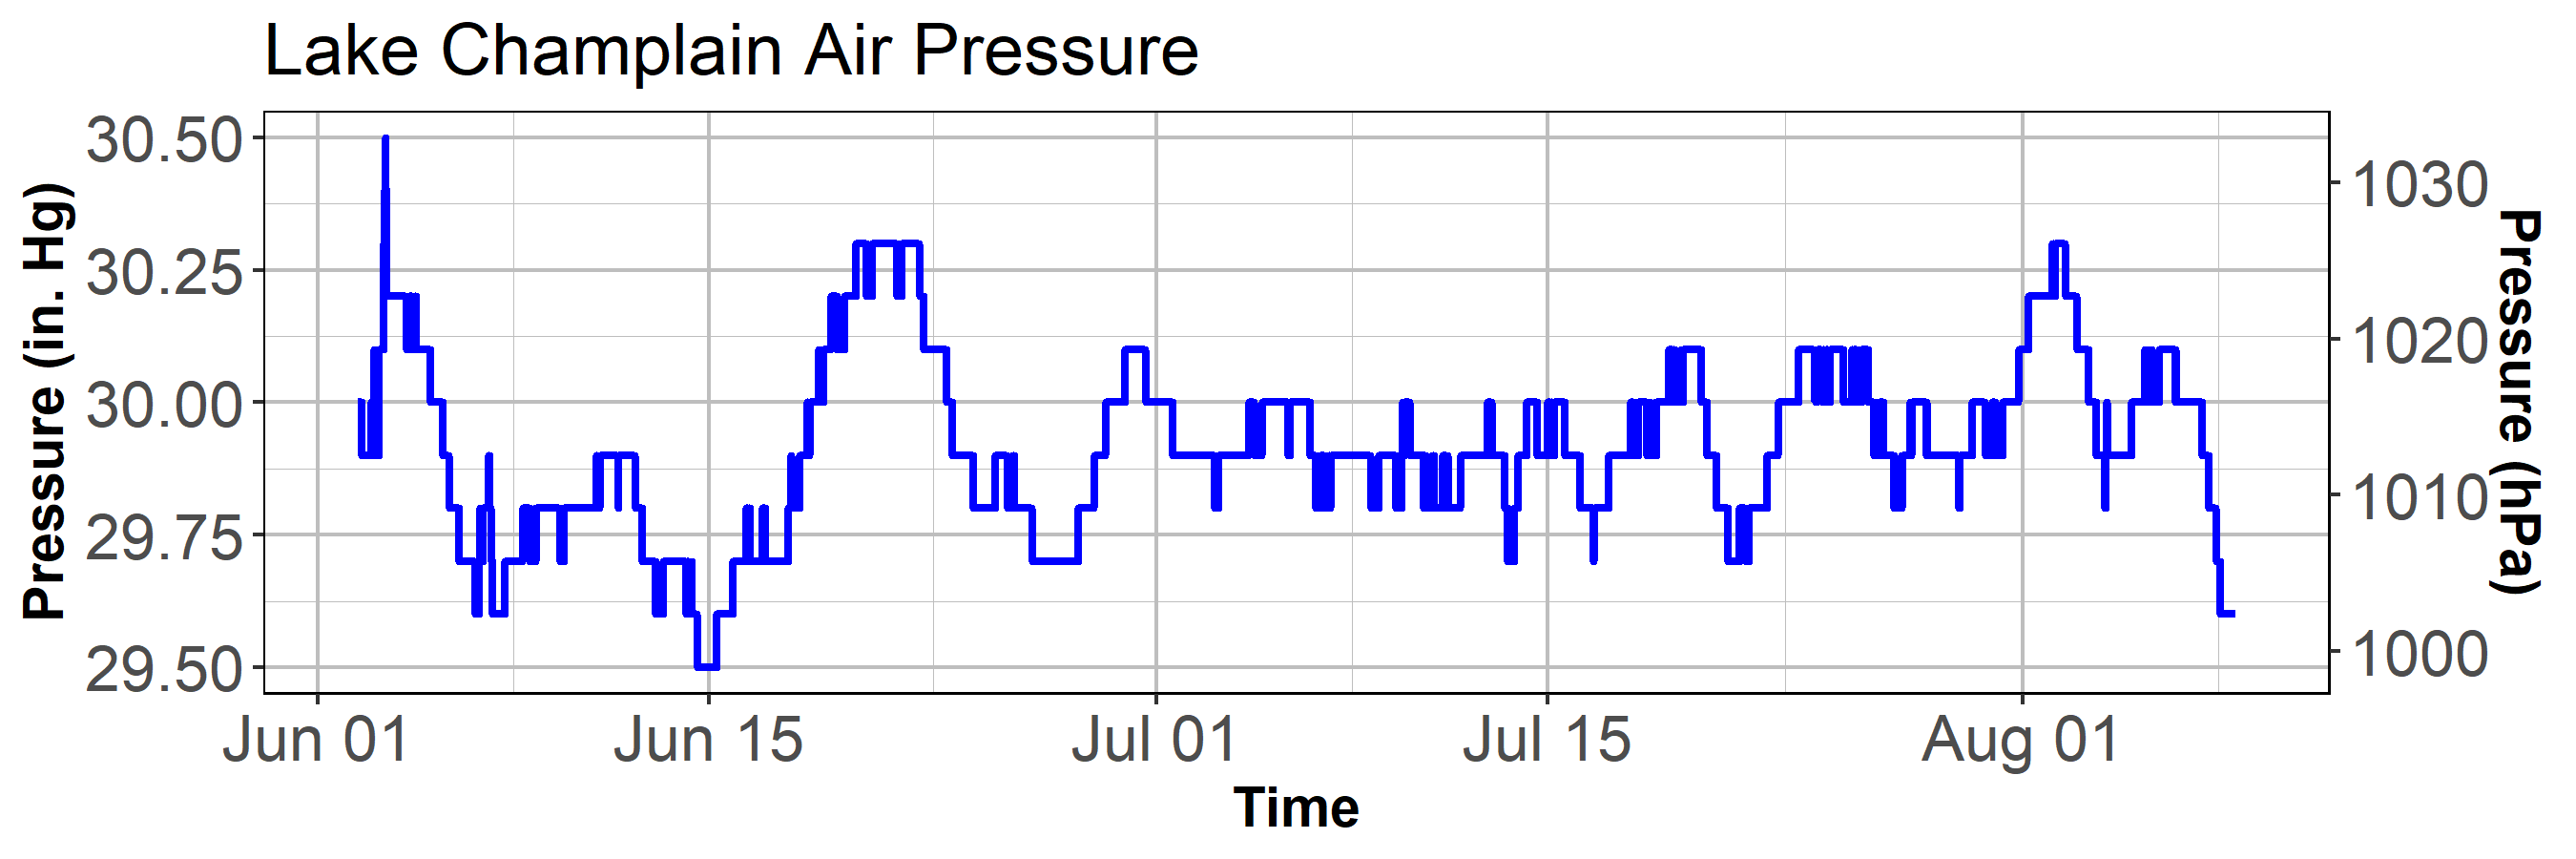 Lake Champlain Air Pressure
30.50
30.25
30.00
29.75
29.50
Pressure (in. Hg)
1030
1020
1010
1000
Pressure (hPa)
Jun 01 Jun 15 Jul 01 Jul 15 Aug 01
Time